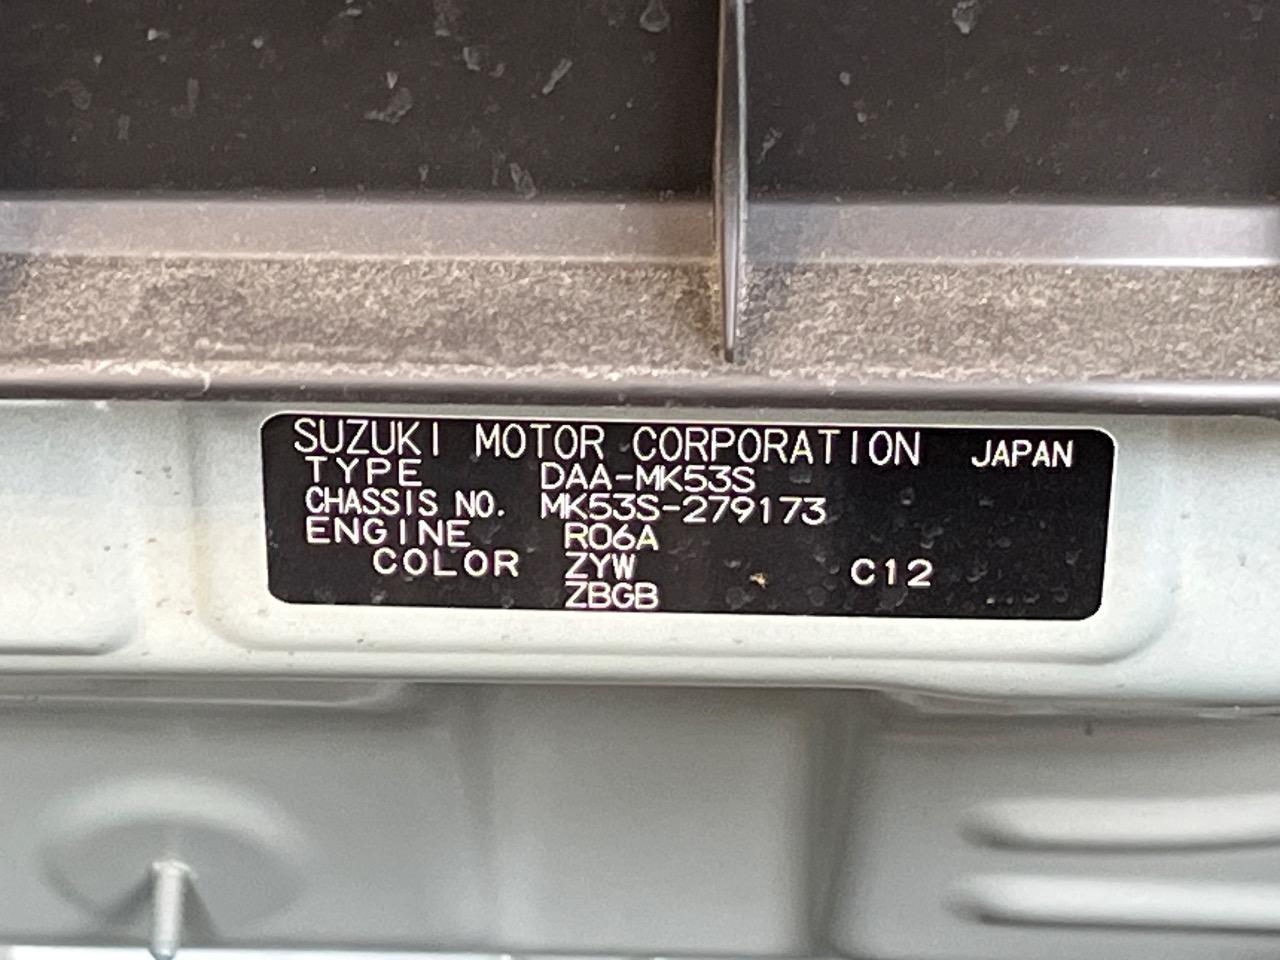 SUZUKI MOTOR CORPORATION JAPAN
TYPE DAA-MK53S
CHASSIS NO. MK53S-279173
ENGINE R06A
COLOR ZYW C12
ZBGB